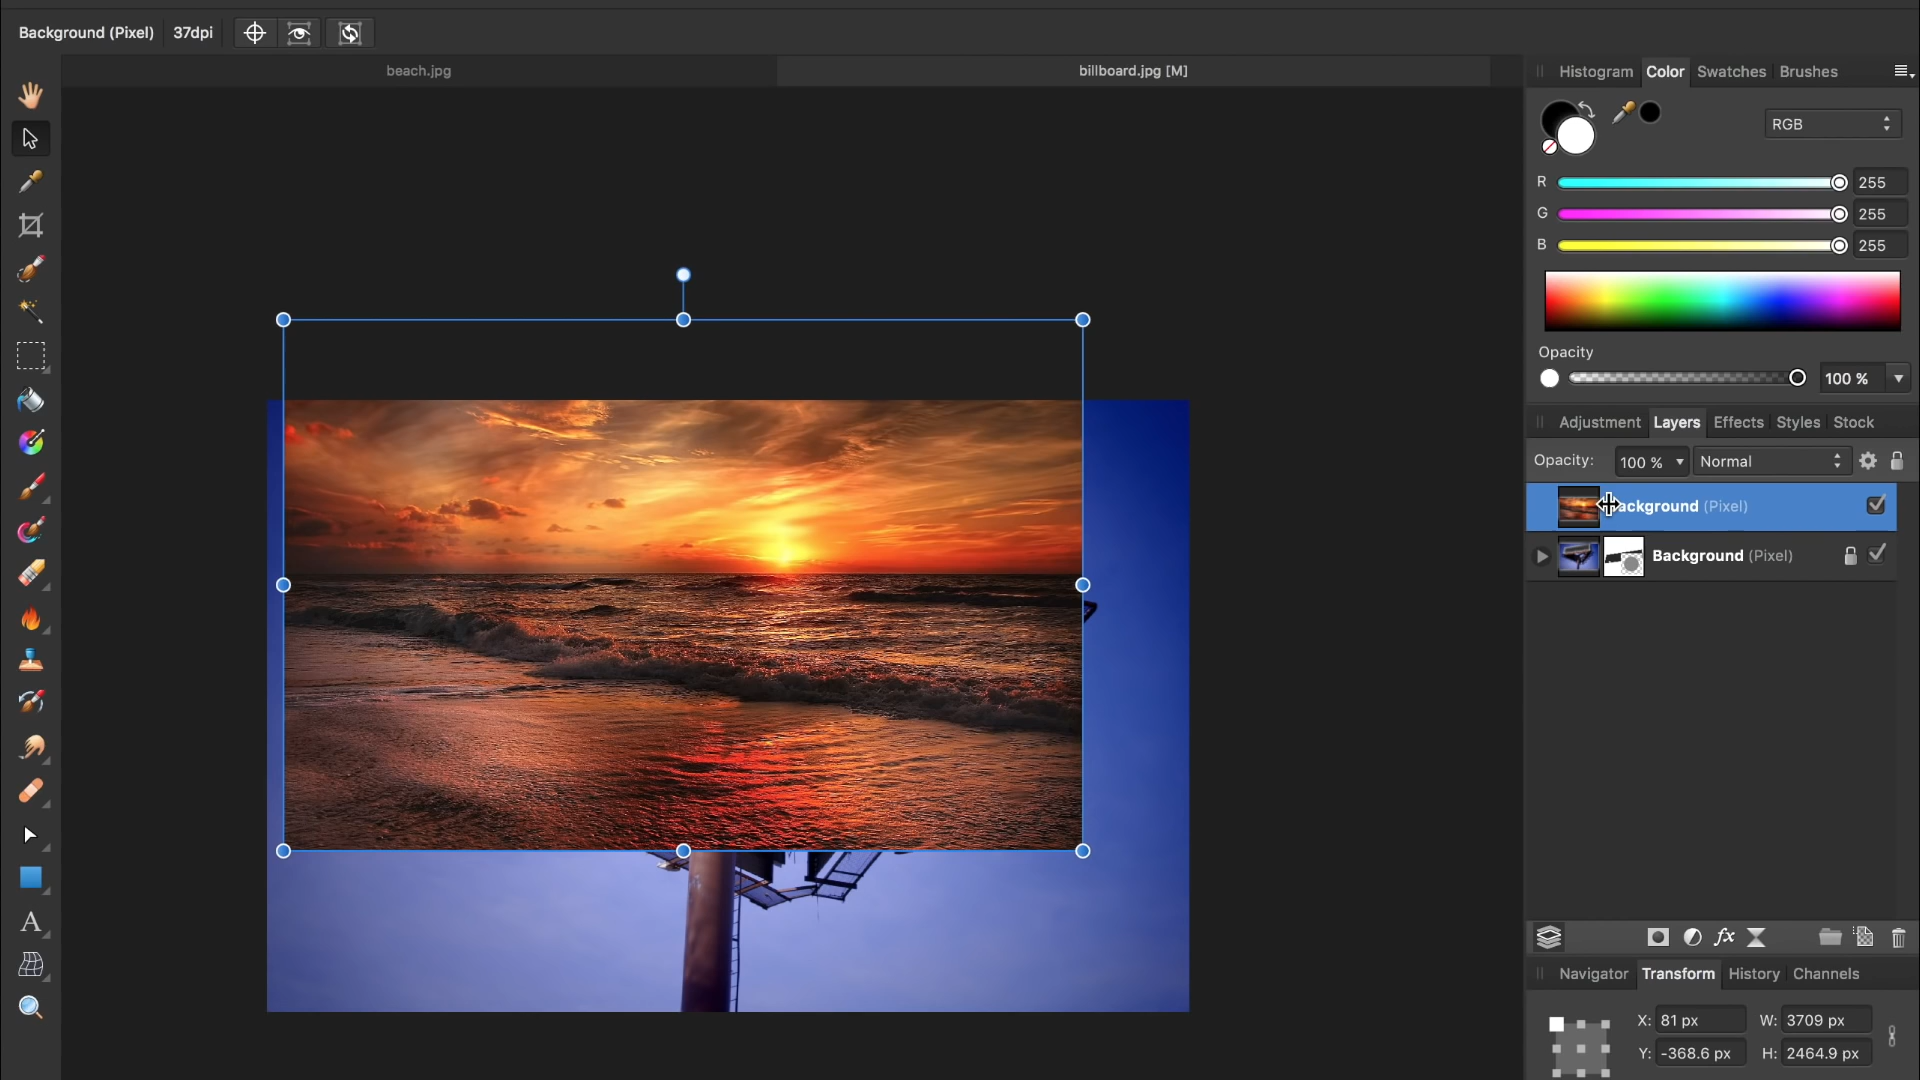 Background (Pixel) 37dpi
beach.jpg billboard.jpg [M]
Histogram Color Swatches Brushes
RGB
R 255
G 255
B 255
Opacity
100 %
Adjustment Layers Effects Styles Stock
Opacity: 100 % Normal
ackground (Pixel)
Background (Pixel)
fx
A
Navigator Transform History Channels
X: 81 px W: 3709 px
Y: -368.6 px H: 2464.9 px